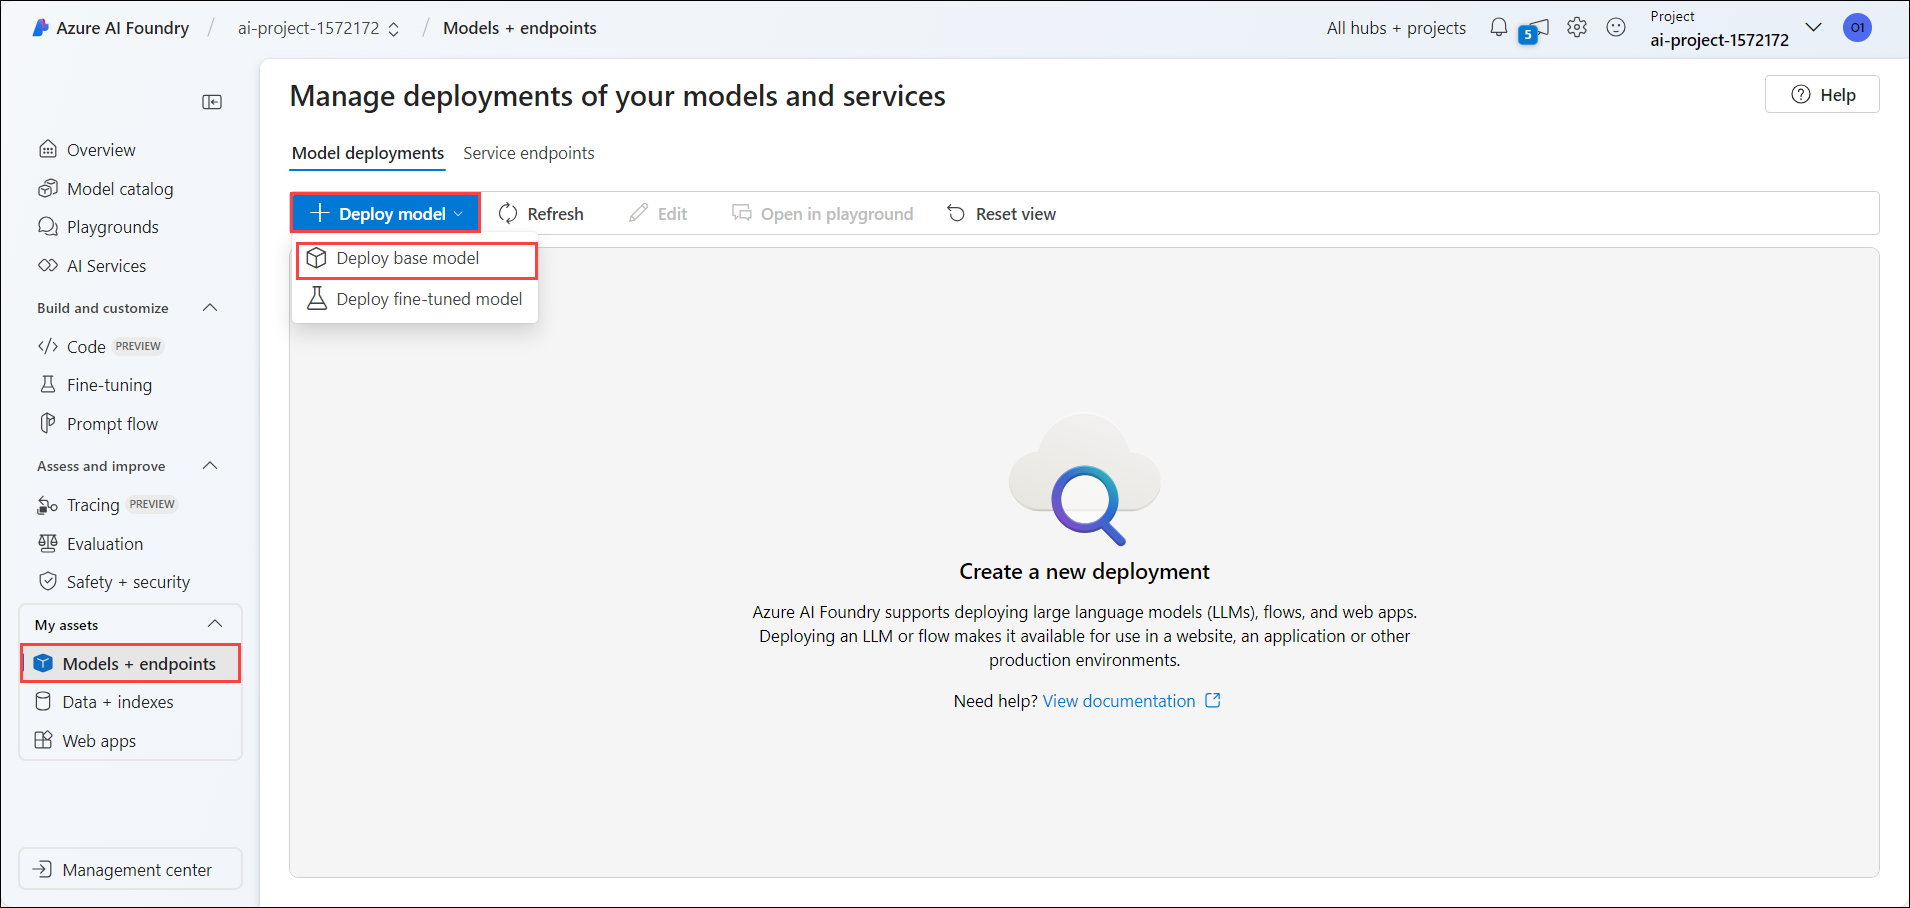 Azure AI Foundry / ai-project-1572172 / Models + endpoints
All hubs + projects
5
Project
ai-project-1572172
O1
Overview
Model catalog
Playgrounds
AI Services
Build and customize
Code PREVIEW
Fine-tuning
Prompt flow
Assess and improve
Tracing PREVIEW
Evaluation
Safety + security
My assets
Models + endpoints
Data + indexes
Web apps
Management center
Manage deployments of your models and services
Help
Model deployments Service endpoints
Deploy model Refresh Edit Open in playground Reset view
Deploy base model
Deploy fine-tuned model
Create a new deployment
Azure AI Foundry supports deploying large language models (LLMs), flows, and web apps.
Deploying an LLM or flow makes it available for use in a website, an application or other
production environments.
Need help? View documentation